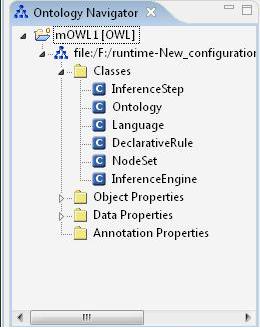 Ontology Navigator
mOWL1 [OWL]
file:/F:/runtime-New_configuration
Classes
C InferenceStep
C Ontology
C Language
C DeclarativeRule
C NodeSet
C InferenceEngine
Object Properties
Data Properties
Annotation Properties